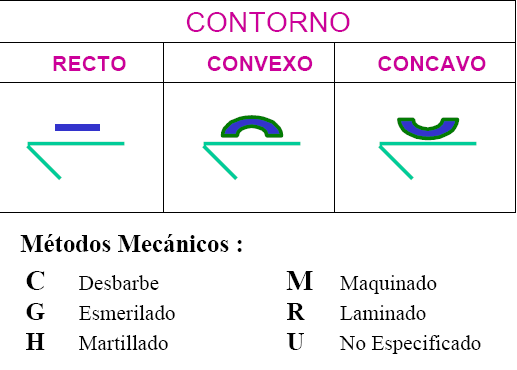 CONTORNO
RECTO CONVEXO CONCAVO
Métodos Mecánicos :
C Desbarbe M Maquinado
G Esmerilado R Laminado
H Martillado U No Especificado